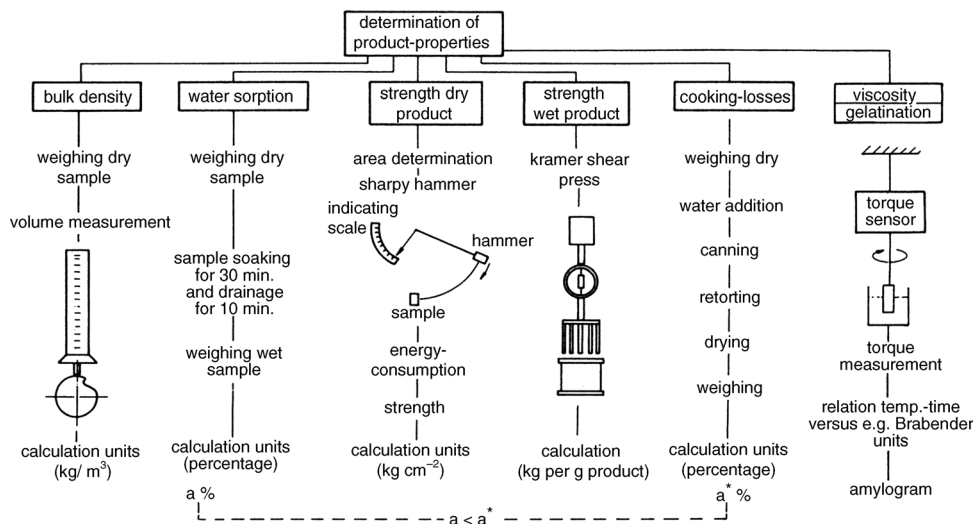 determination of
product-properties
bulk density
weighing dry
sample
volume measurement
calculation units
(kg/ m³)
water sorption
weighing dry
sample
sample soaking
for 30 min.
and drainage
for 10 min.
weighing wet
sample
calculation units
(percentage)
a %
strength dry
product
area determination
sharpy hammer
indicating
scale
hammer
sample
energy-
consumption
strength
calculation units
(kg cm⁻²)
strength
wet product
kramer shear
press
calculation
(kg per g product)
cooking-losses
weighing dry
water addition
canning
retorting
drying
weighing
calculation units
(percentage)
a* %
a < a*
viscosity
gelatination
torque
sensor
torque
measurement
relation temp.-time
versus e.g. Brabender
units
amylogram